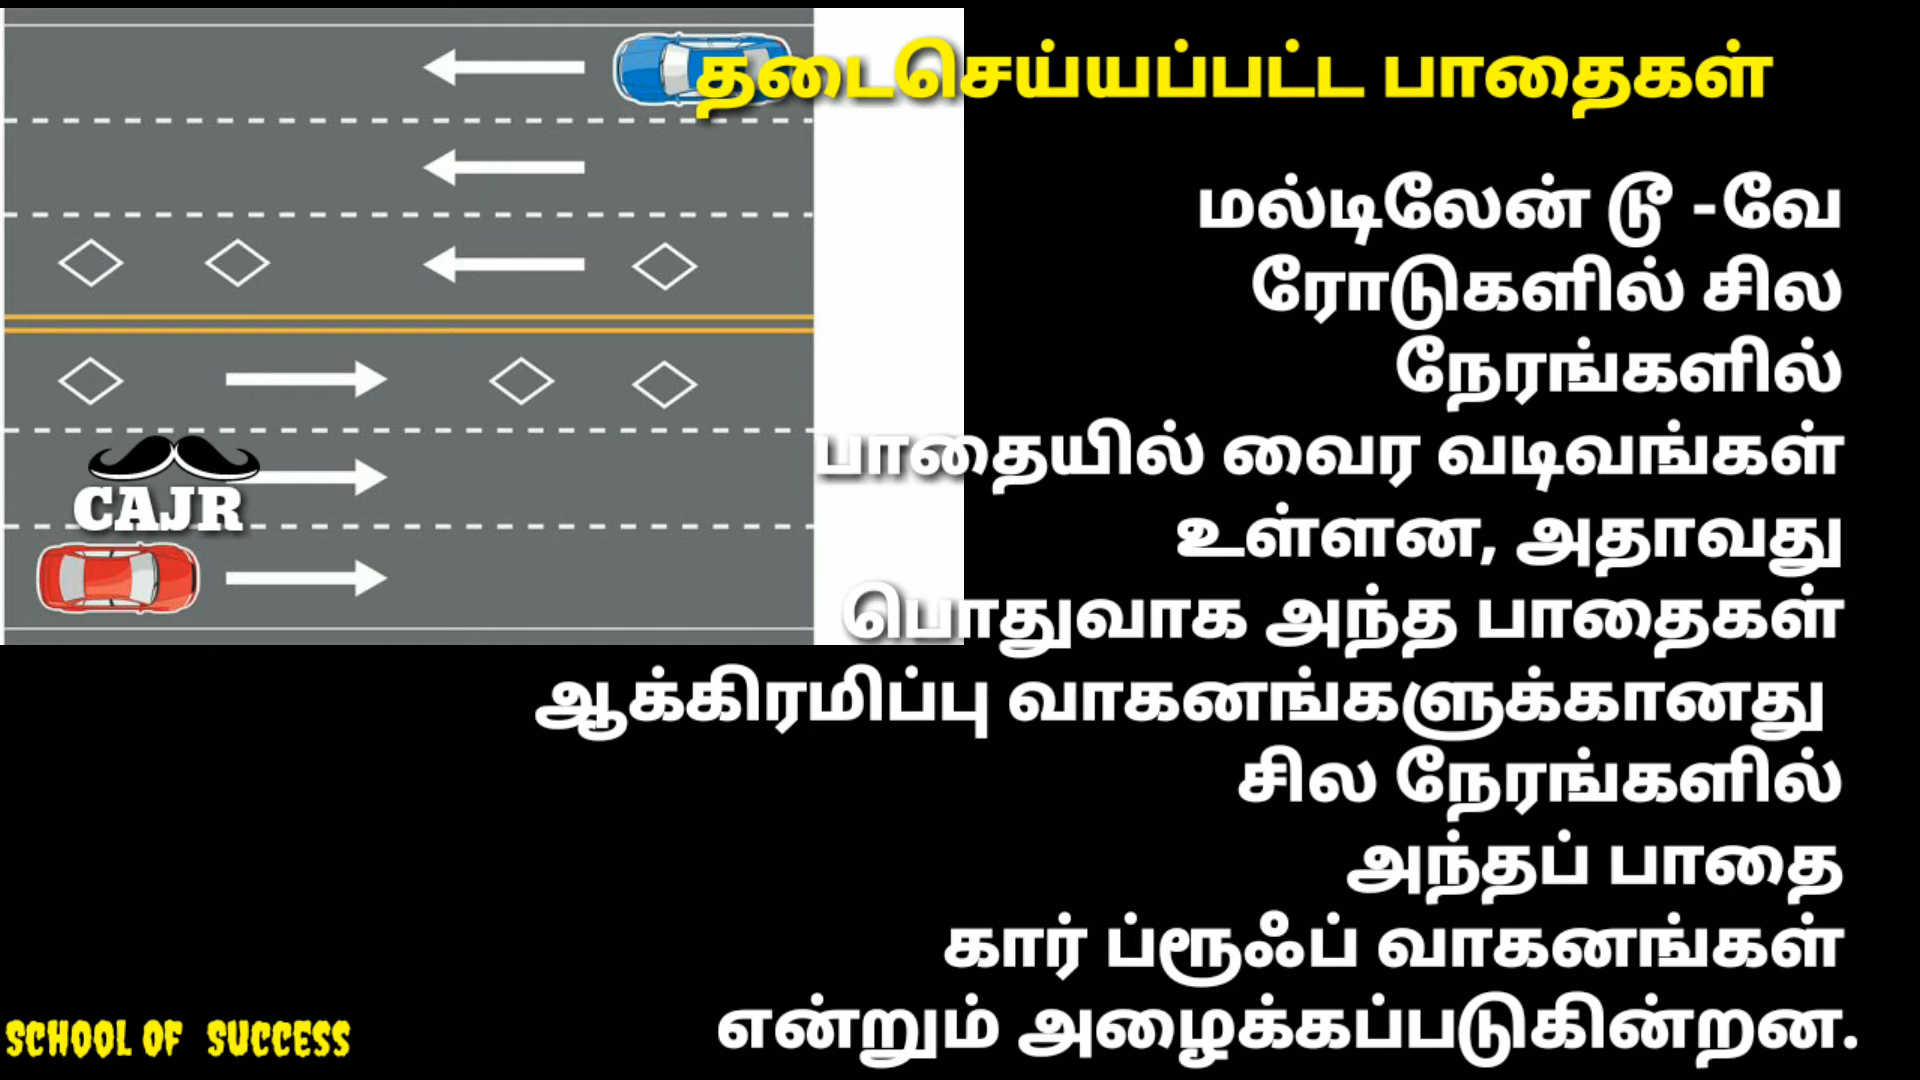 தடைசெய்யப்பட்ட பாதைகள்
மல்டிலேன் டூ -வே
ரோடுகளில் சில
நேரங்களில்
பாதையில் வைர வடிவங்கள்
உள்ளன, அதாவது
பொதுவாக அந்த பாதைகள்
ஆக்கிரமிப்பு வாகனங்களுக்கானது
சில நேரங்களில்
அந்தப் பாதை
கார் ப்ரூஃப் வாகனங்கள்
என்றும் அழைக்கப்படுகின்றன.
CAJR
SCHOOL OF SUCCESS